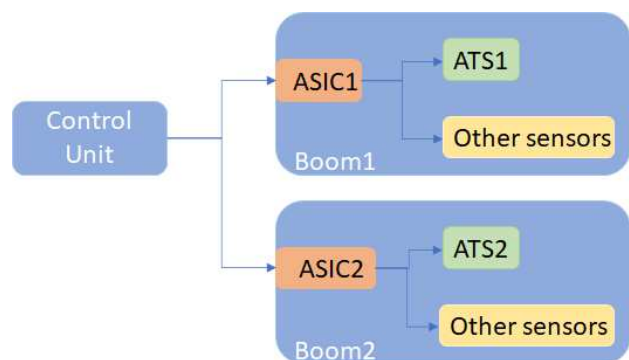 Control
Unit
ASIC1
ATS1
Other sensors
Boom1
ASIC2
ATS2
Other sensors
Boom2